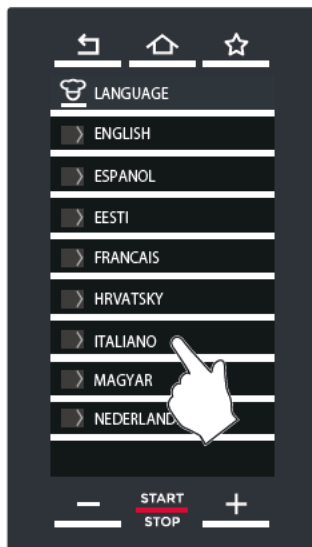 LANGUAGE
ENGLISH
ESPANOL
EESTI
FRANCAIS
HRVATSKY
ITALIANO
MAGYAR
NEDERLAND
START
STOP